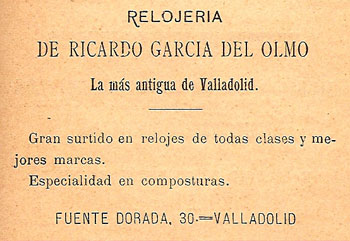 RELOJERIA
DE RICARDO GARCIA DEL OLMO
La más antigua de Valladolid.
Gran surtido en relojes de todas clases y me-
jores marcas.
Especialidad en composturas.
FUENTE DORADA, 30.=VALLADOLID